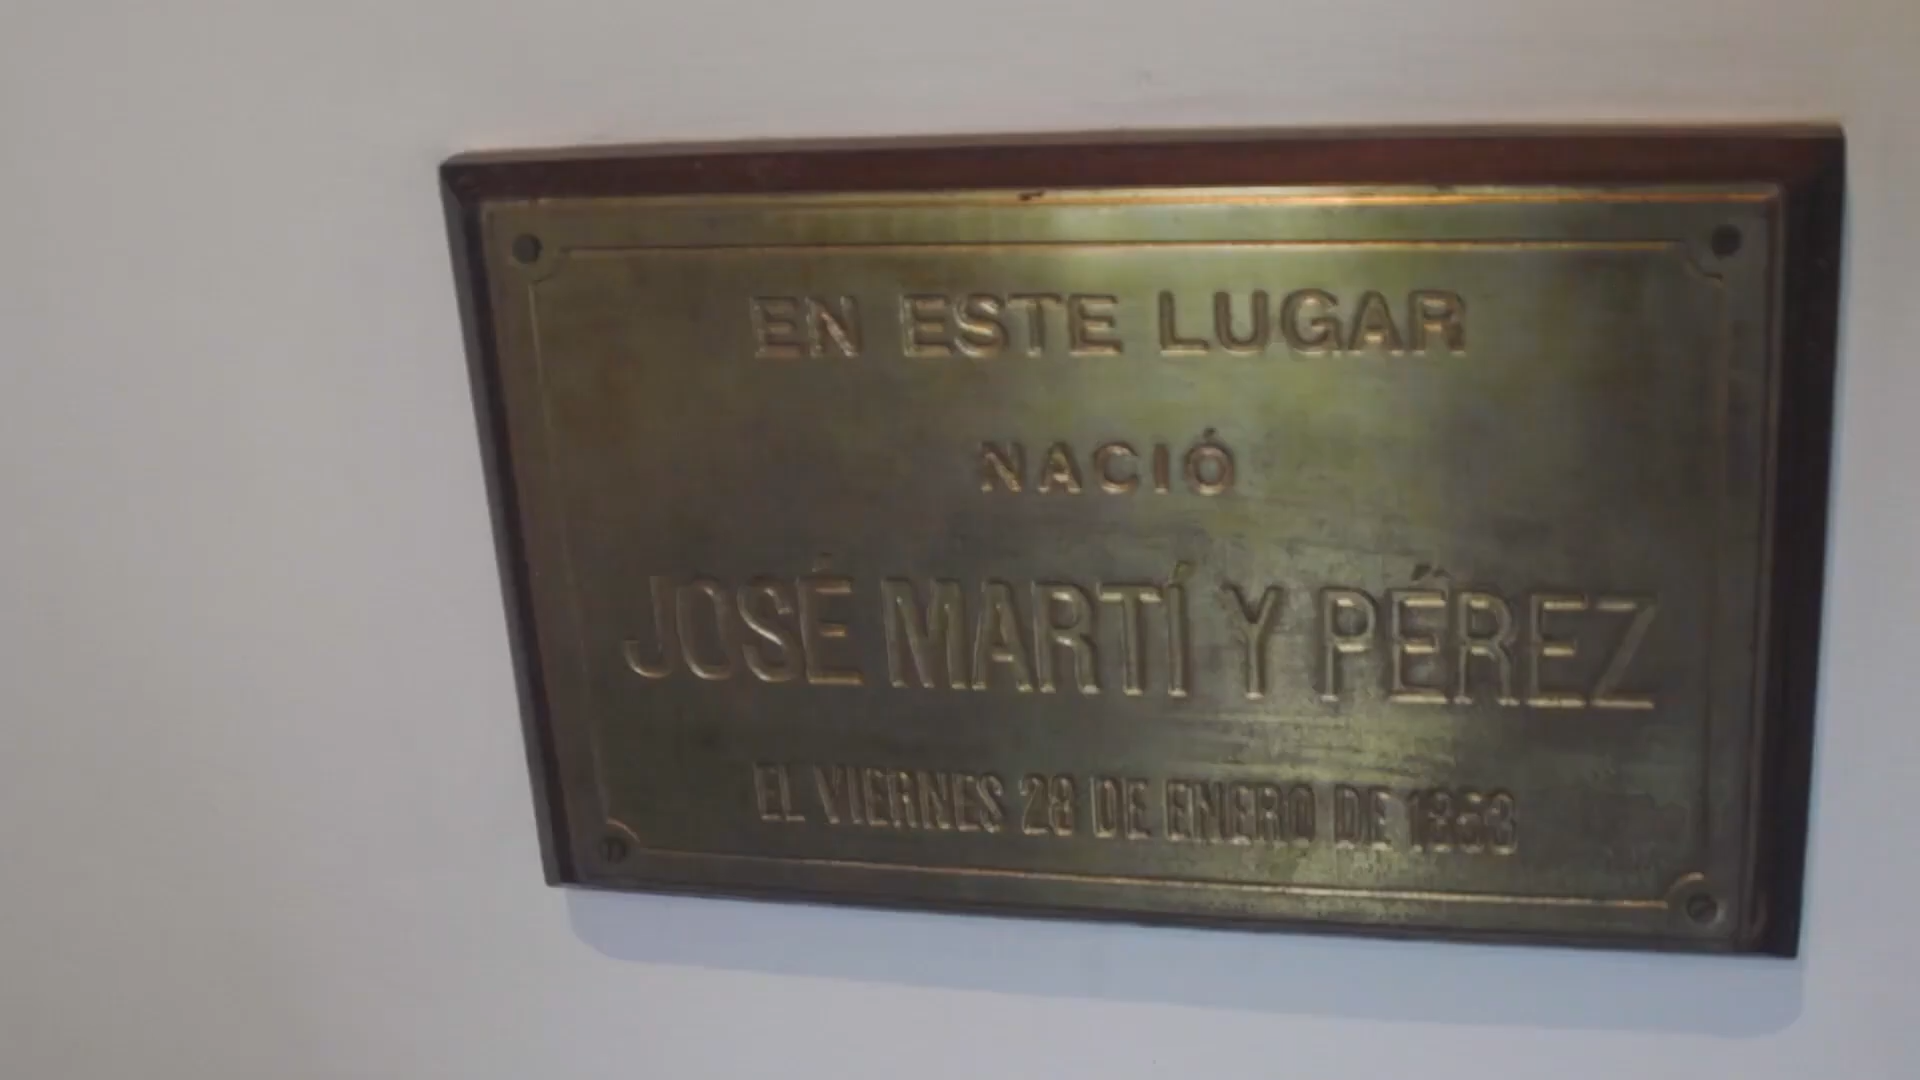 EN ESTE LUGAR
NACIÓ
JOSÉ MARTÍ Y PÉREZ
EL VIERNES 28 DE ENERO DE 1853